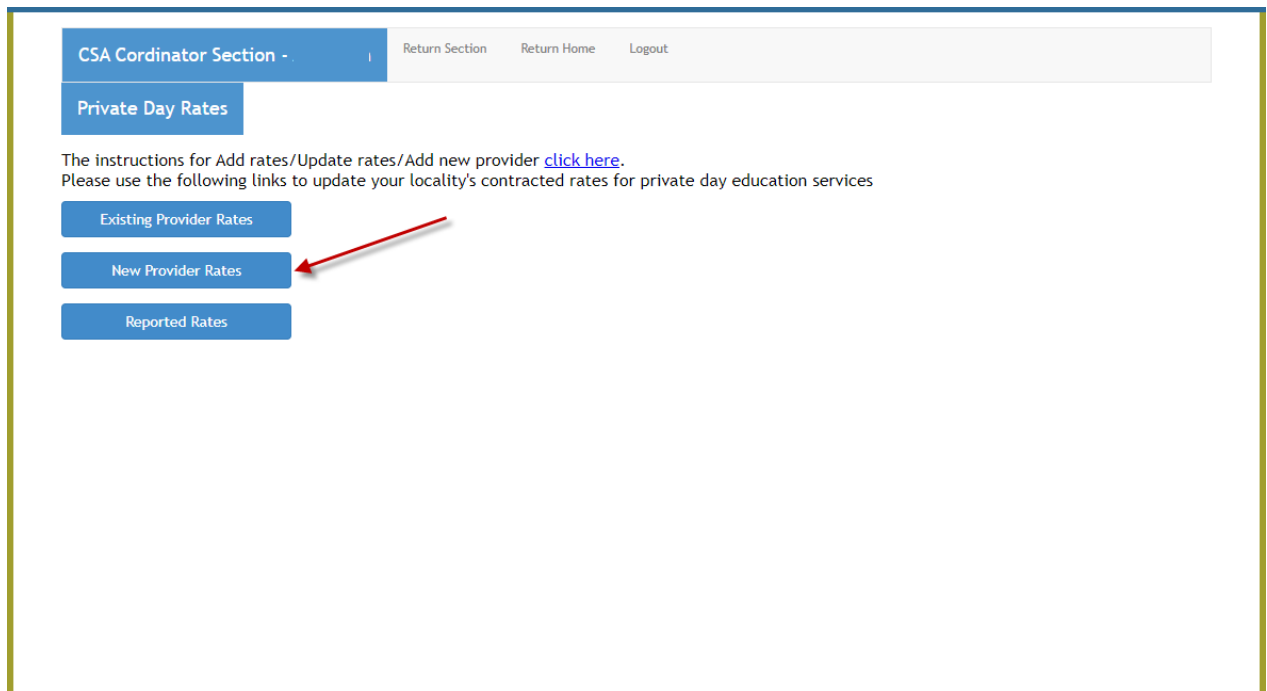 CSA Cordinator Section -
Return Section
Return Home
Logout
Private Day Rates
The instructions for Add rates/Update rates/Add new provider click here.
Please use the following links to update your locality's contracted rates for private day education services
Existing Provider Rates
New Provider Rates
Reported Rates